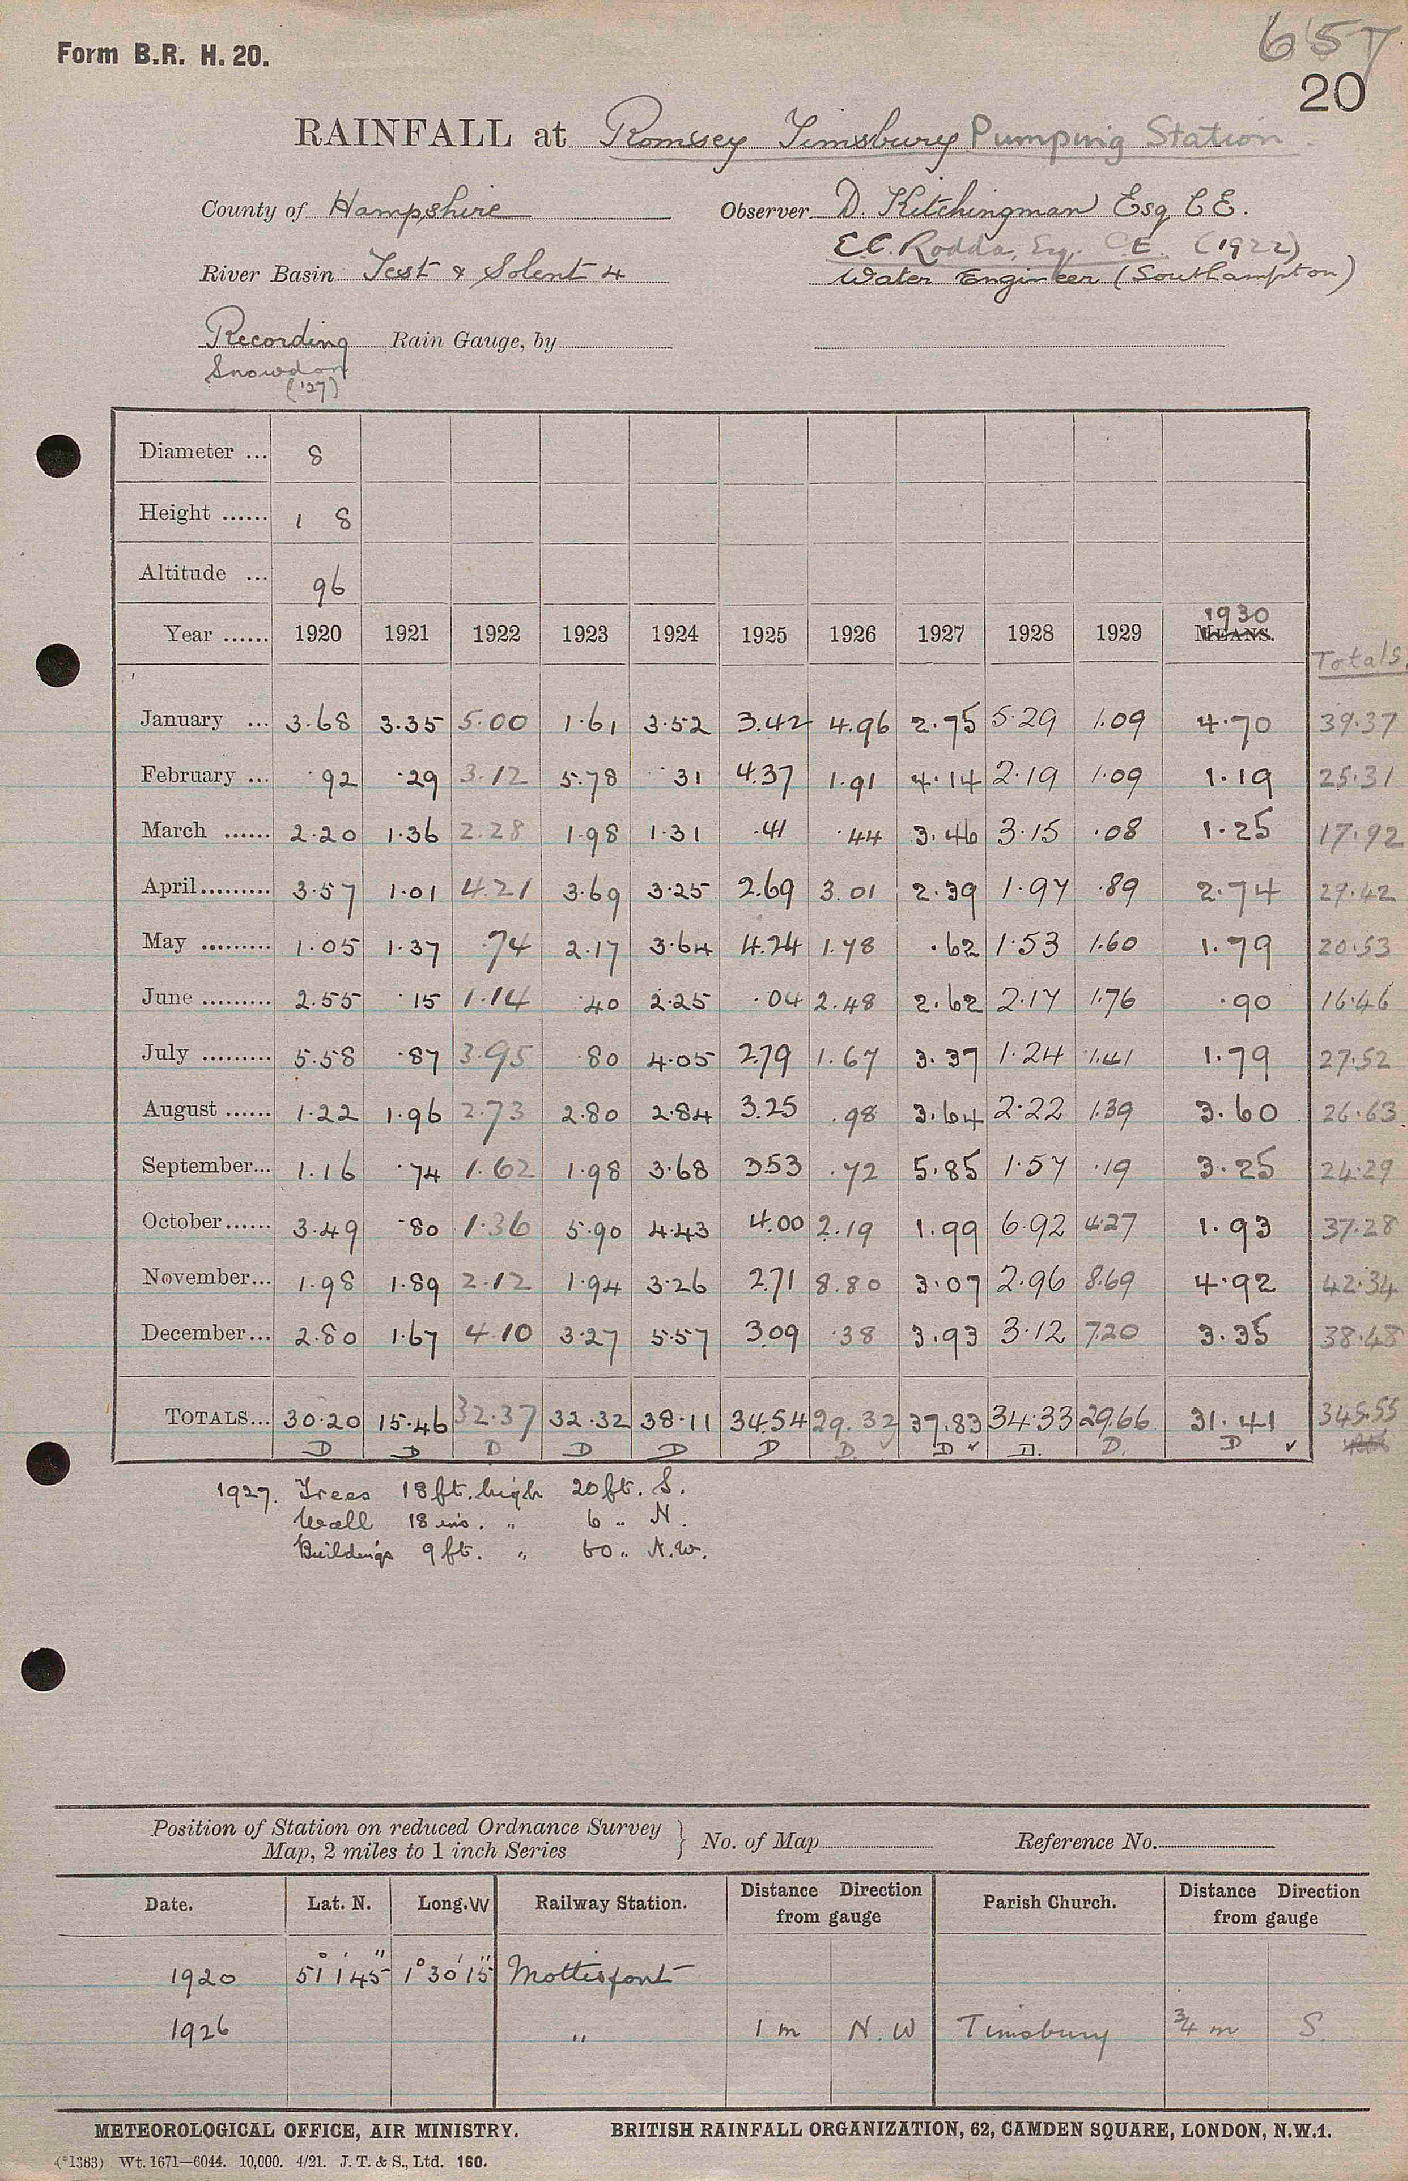 657
Form B.R. H. 20.
20
RAINFALL at Romsey Timsbury Pumping Station.
County of Hampshire Observer D. Kitchingman Esq C E.
E.C. Rodda, Esq. C.E. (1922)
River Basin Test & Solent 4 Water Engineer (Southampton)
Recording Rain Gauge, by
Snowdon
('27)
Diameter ... 8
Height ...... 1 8
Altitude ... 96
Year ...... 1920 1921 1922 1923 1924 1925 1926 1927 1928 1929 1930 MEANS. Totals.
January ... 3.68 3.35 5.00 1.61 3.52 3.42 4.96 2.75 5.29 1.09 4.70 39.37
February ... .92 .29 3.12 5.78 .31 4.37 1.91 4.14 2.19 1.09 1.19 25.31
March ...... 2.20 1.36 2.28 1.98 1.31 .41 .44 3.46 3.15 .08 1.25 17.92
April......... 3.57 1.01 4.21 3.69 3.25 2.69 3.01 2.39 1.97 .89 2.74 29.42
May ......... 1.05 1.37 .74 2.17 3.64 4.24 1.78 .62 1.53 1.60 1.79 20.53
June ......... 2.55 .15 1.14 .40 2.25 .04 2.48 2.62 2.17 1.76 .90 16.46
July ......... 5.58 .87 3.95 .80 4.05 2.79 1.67 3.37 1.24 1.41 1.79 27.52
August ...... 1.22 1.96 2.73 2.80 2.84 3.25 .98 3.64 2.22 1.39 3.60 26.63
September... 1.16 .74 1.62 1.98 3.68 3.53 .72 5.85 1.57 .19 3.25 24.29
October...... 3.49 .80 1.36 5.90 4.43 4.00 2.19 1.99 6.92 4.27 1.93 37.28
November... 1.98 1.89 2.12 1.94 3.26 2.71 8.80 3.07 2.96 8.69 4.92 42.34
December... 2.80 1.67 4.10 3.27 5.57 3.09 .38 3.93 3.12 7.20 3.35 38.48
TOTALS... 30.20 15.46 32.37 32.32 38.11 34.54 29.32 37.83 34.33 29.66 31.41 345.55
D D D D D D D. D ✓ D. D. D ✓
1927. Trees 18 ft. high 20 ft. S.
Wall 18 ins. " 6 " N.
Buildings 9 ft. " 60 " N.W.
Position of Station on reduced Ordnance Survey
Map, 2 miles to 1 inch Series } No. of Map Reference No.
Date. Lat. N. Long. W Railway Station. Distance Direction from gauge Parish Church. Distance Direction from gauge
1920 51° 1' 45" 1° 30' 15" Mottisfont
1926 " 1 m N.W Timsbury ¾ m S.
METEOROLOGICAL OFFICE, AIR MINISTRY. BRITISH RAINFALL ORGANIZATION, 62, CAMDEN SQUARE, LONDON, N.W.1.
(*1383) Wt. 1671—6044. 10,000. 4/21. J. T. & S., Ltd. 160.